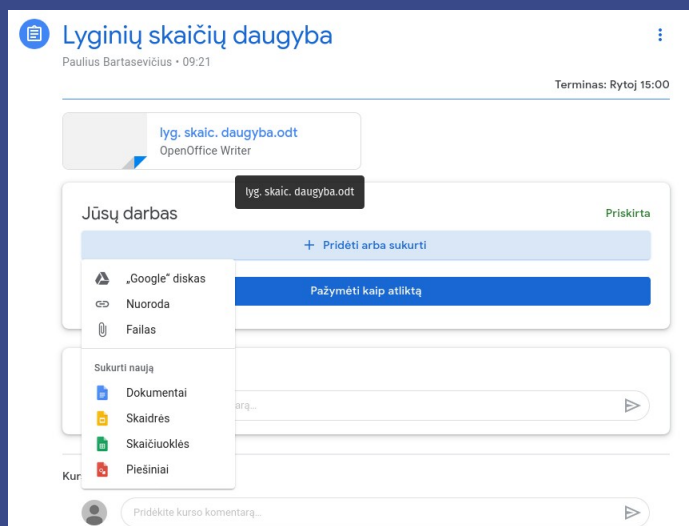 Lyginių skaičių daugyba
Paulius Bartasevičius • 09:21
Terminas: Rytoj 15:00
lyg. skaic. daugyba.odt
OpenOffice Writer
lyg. skaic. daugyba.odt
Jūsų darbas
Priskirta
+ Pridėti arba sukurti
„Google“ diskas
Nuoroda
Pažymėti kaip atliktą
Failas
Sukurti naują
Dokumentai
Skaidrės
Skaičiuoklės
Piešiniai
Pridėkite kurso komentarą...